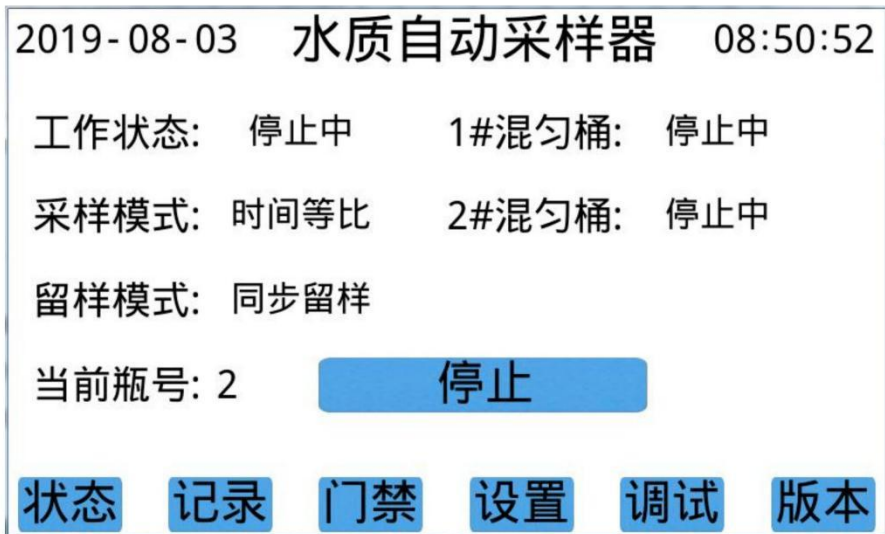 2019-08-03 水质自动采样器 08:50:52
工作状态: 停止中 1#混匀桶: 停止中
采样模式: 时间等比 2#混匀桶: 停止中
留样模式: 同步留样
当前瓶号: 2 停止
状态 记录 门禁 设置 调试 版本